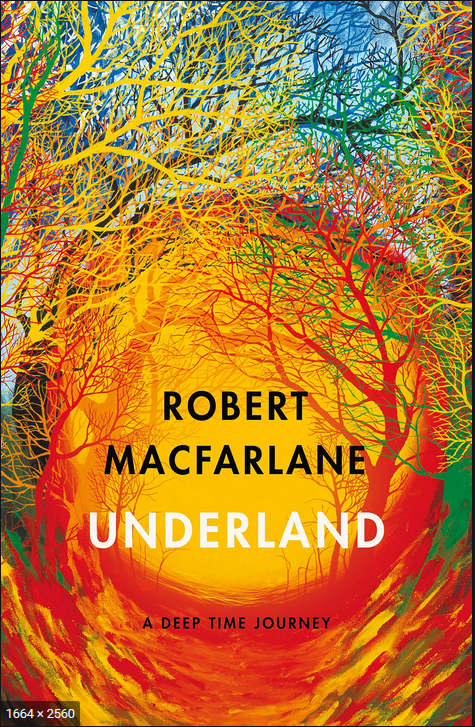 ROBERT
MACFARLANE
UNDERLAND
A DEEP TIME JOURNEY
1664 × 2560